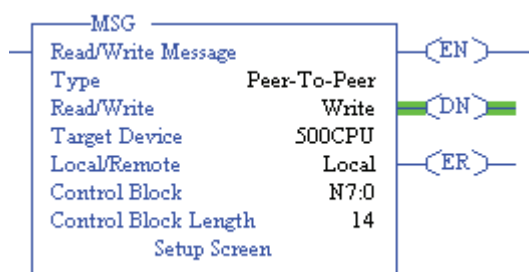 MSG
Read/Write Message
EN
Type Peer-To-Peer
Read/Write Write
DN
Target Device 500CPU
Local/Remote Local
ER
Control Block N7:0
Control Block Length 14
Setup Screen